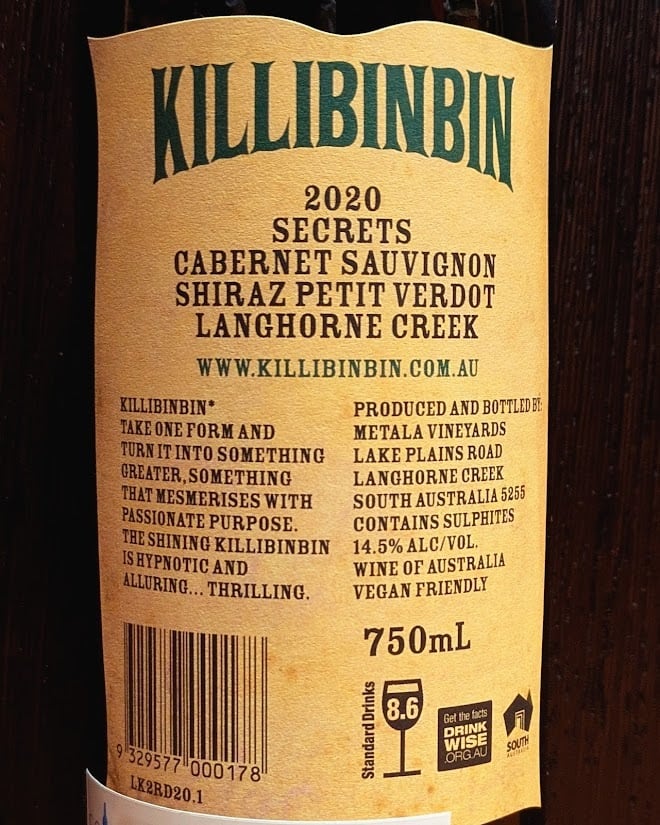 KILLIBINBIN
2020
SECRETS
CABERNET SAUVIGNON
SHIRAZ PETIT VERDOT
LANGHORNE CREEK
WWW.KILLIBINBIN.COM.AU
KILLIBINBIN*
TAKE ONE FORM AND
TURN IT INTO SOMETHING
GREATER, SOMETHING
THAT MESMERISES WITH
PASSIONATE PURPOSE.
THE SHINING KILLIBINBIN
IS HYPNOTIC AND
ALLURING... THRILLING.
PRODUCED AND BOTTLED BY:
METALA VINEYARDS
LAKE PLAINS ROAD
LANGHORNE CREEK
SOUTH AUSTRALIA 5255
CONTAINS SULPHITES
14.5% ALC/VOL.
WINE OF AUSTRALIA
VEGAN FRIENDLY
750mL
9 329577 000178
LK2RD20.1
Standard Drinks
8.6
Get the facts
DRINK
WISE
.ORG.AU
SOUTH
AUSTRALIA